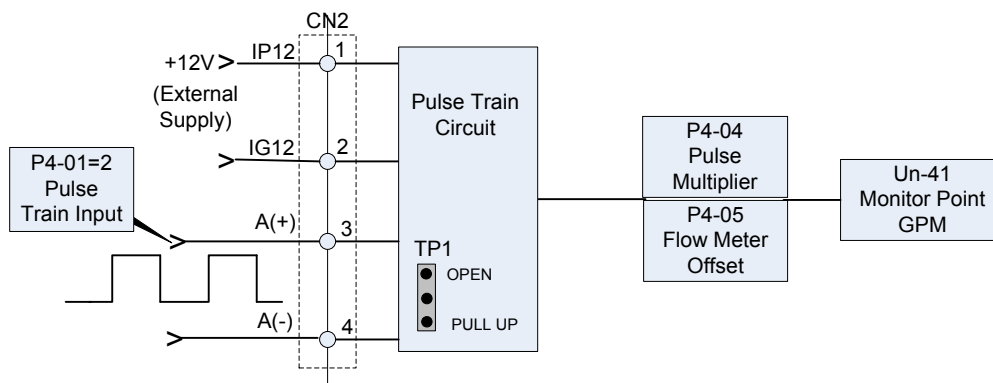 CN2
IP12
1
+12V
(External
Supply)
Pulse Train
Circuit
IG12
2
P4-01=2
Pulse
Train Input
A(+)
3
TP1
OPEN
PULL UP
A(-)
4
P4-04
Pulse
Multiplier
P4-05
Flow Meter
Offset
Un-41
Monitor Point
GPM